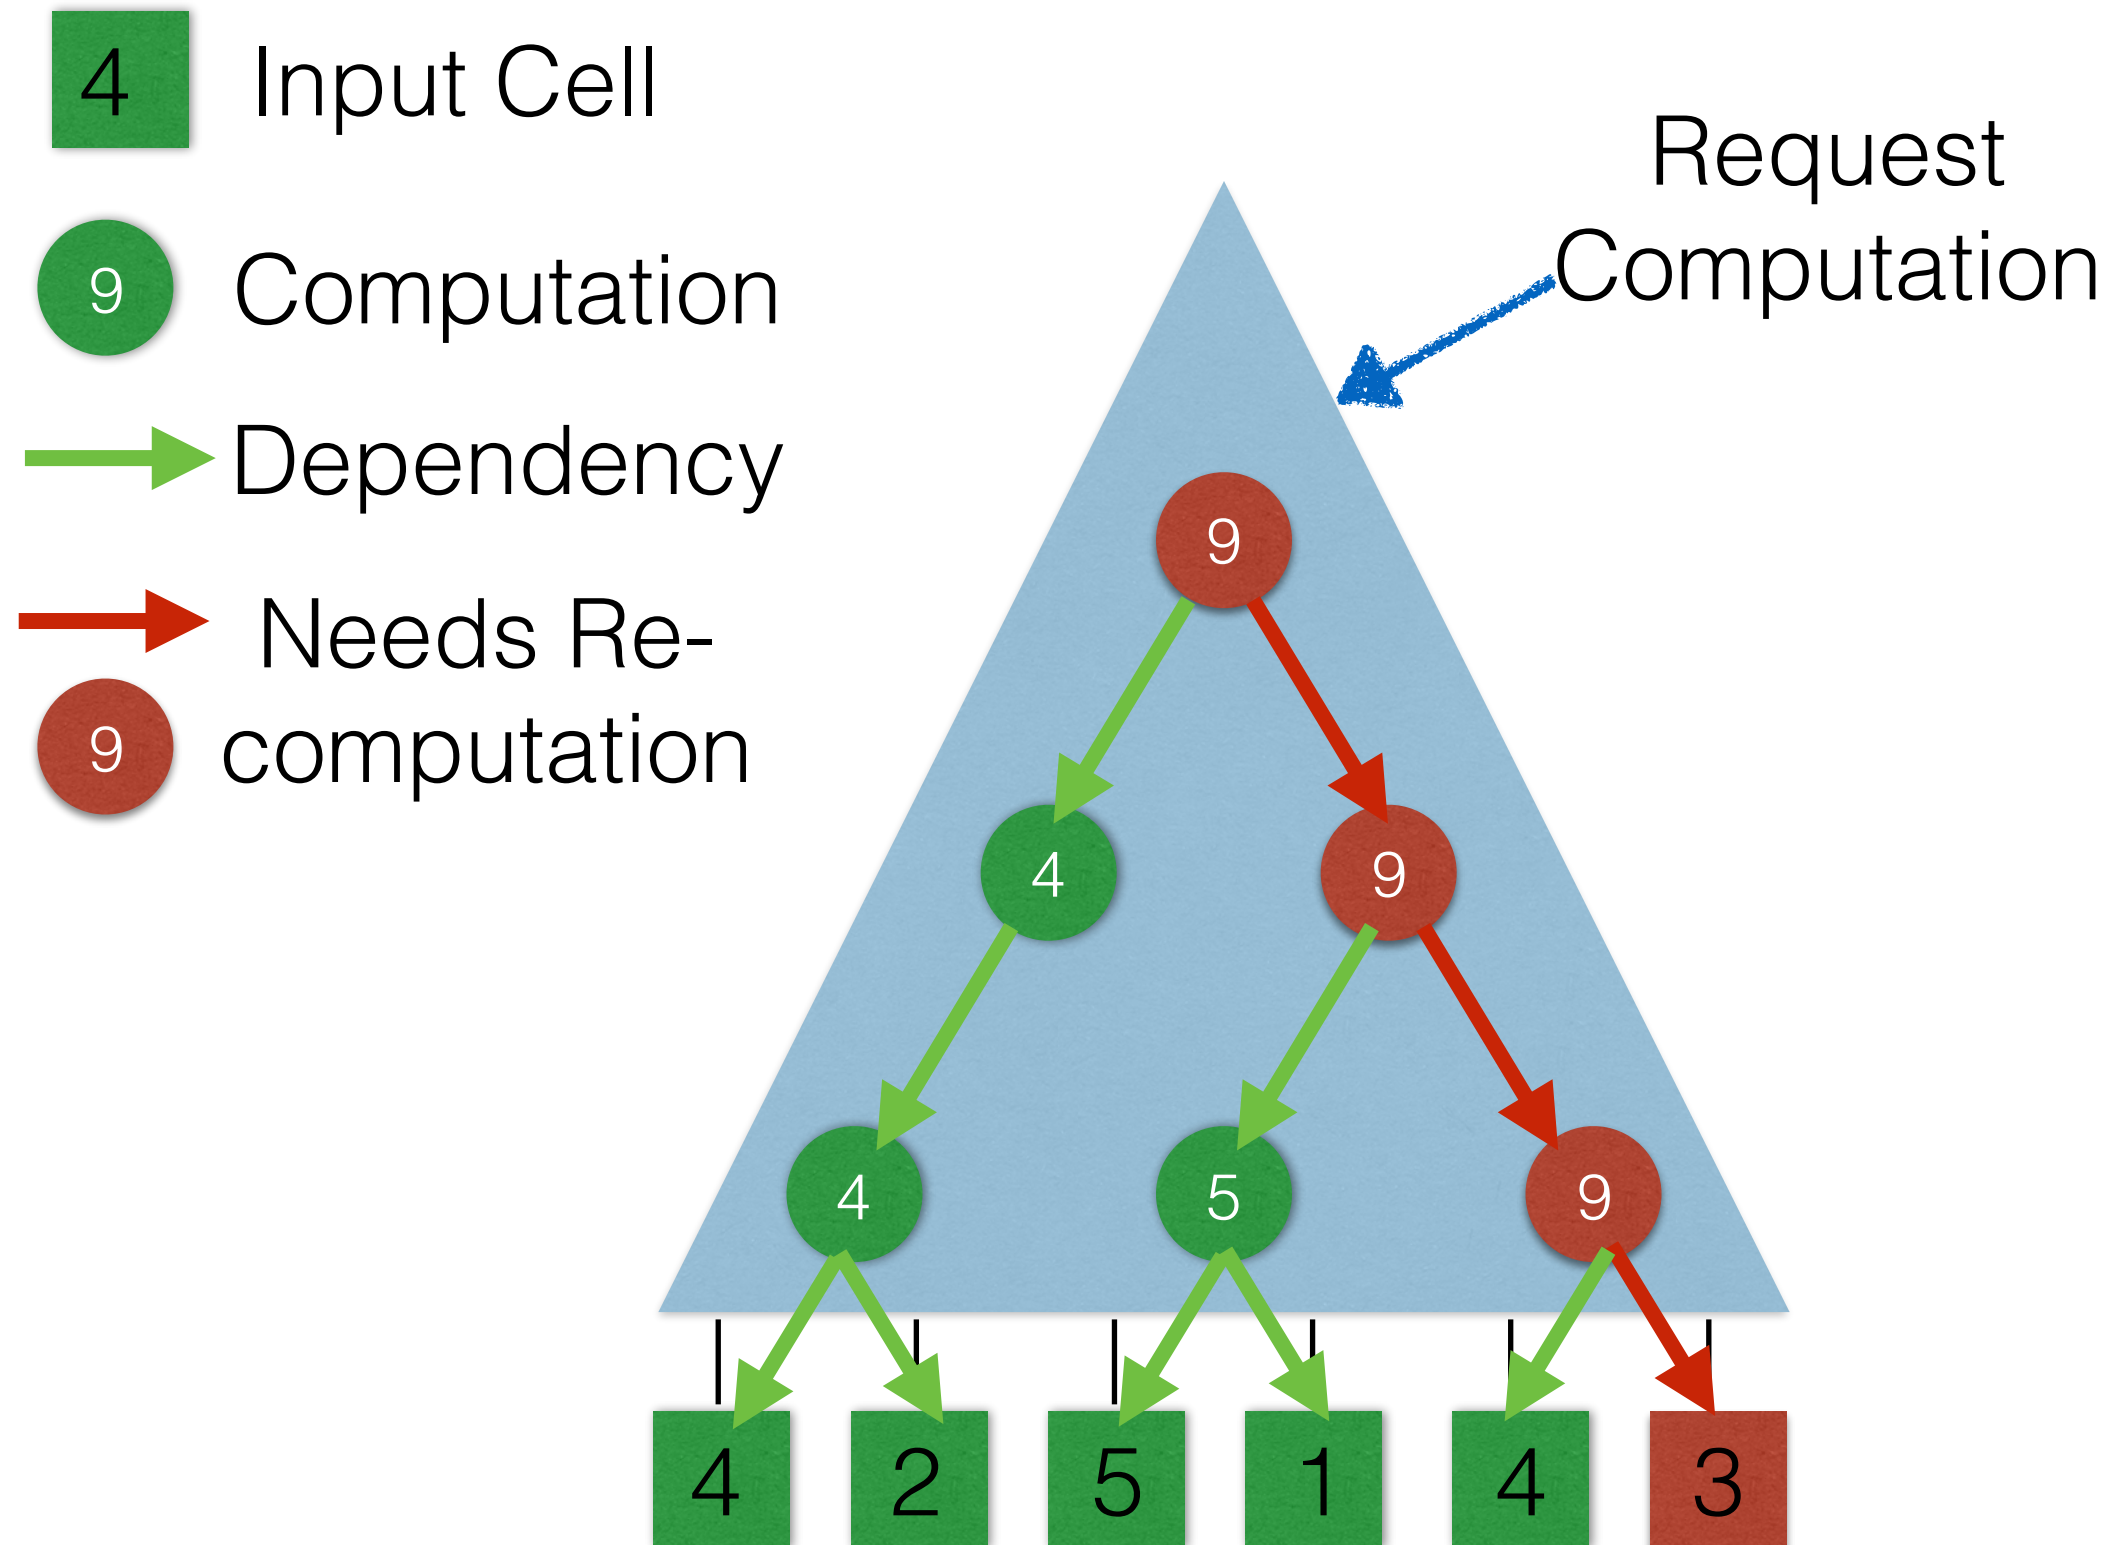 4 Input Cell
9 Computation
Dependency
Needs Re-
9 computation
Request
Computation
9
4 9
4 5 9
4 2 5 1 4 3